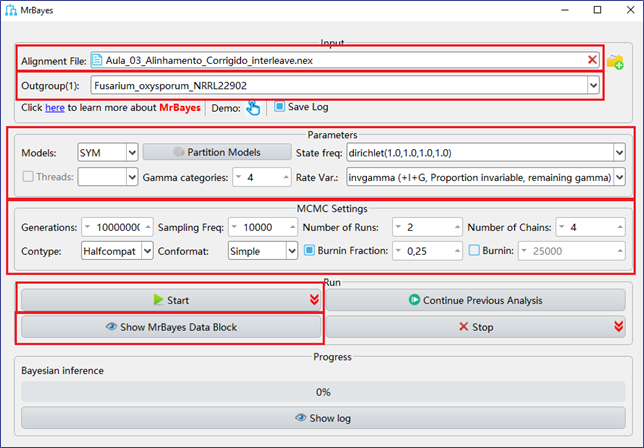 MrBayes
Input
Alignment File: Aula_03_Alinhamento_Corrigido_interleave.nex
Outgroup(1): Fusarium_oxysporum_NRRL22902
Click here to learn more about MrBayes Demo: Save Log
Parameters
Models: SYM Partition Models State freq: dirichlet(1.0,1.0,1.0,1.0)
Threads: Gamma categories: 4 Rate Var.: invgamma (+I+G, Proportion invariable, remaining gamma)
MCMC Settings
Generations: Sampling Freq: 10000 Number of Runs: 2 Number of Chains: 4
Contype: Halfcompat Conformat: Simple Burnin Fraction: 0,25 Burnin: 25000
Run
Start Continue Previous Analysis
Show MrBayes Data Block Stop
Progress
Bayesian inference
0%
Show log